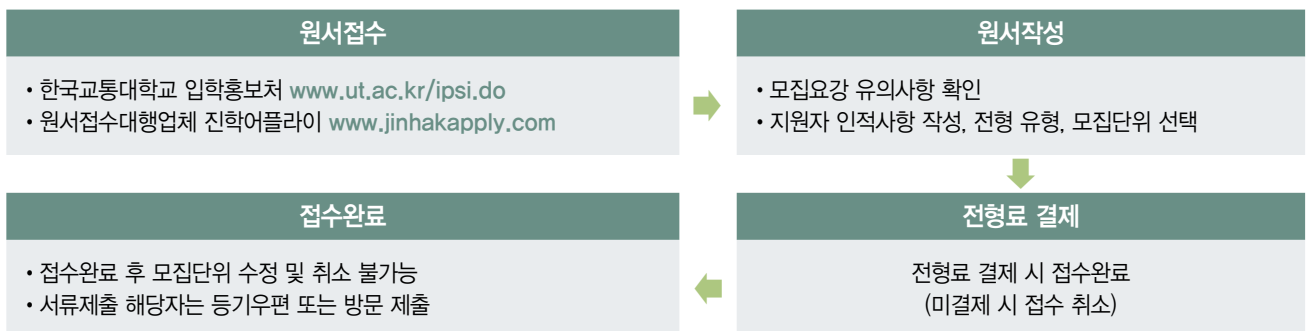 원서접수
• 한국교통대학교 입학홍보처 www.ut.ac.kr/ipsi.do
• 원서접수대행업체 진학어플라이 www.jinhakapply.com
원서작성
• 모집요강 유의사항 확인
• 지원자 인적사항 작성, 전형 유형, 모집단위 선택
전형료 결제
전형료 결제 시 접수완료
(미결제 시 접수 취소)
접수완료
• 접수완료 후 모집단위 수정 및 취소 불가능
• 서류제출 해당자는 등기우편 또는 방문 제출